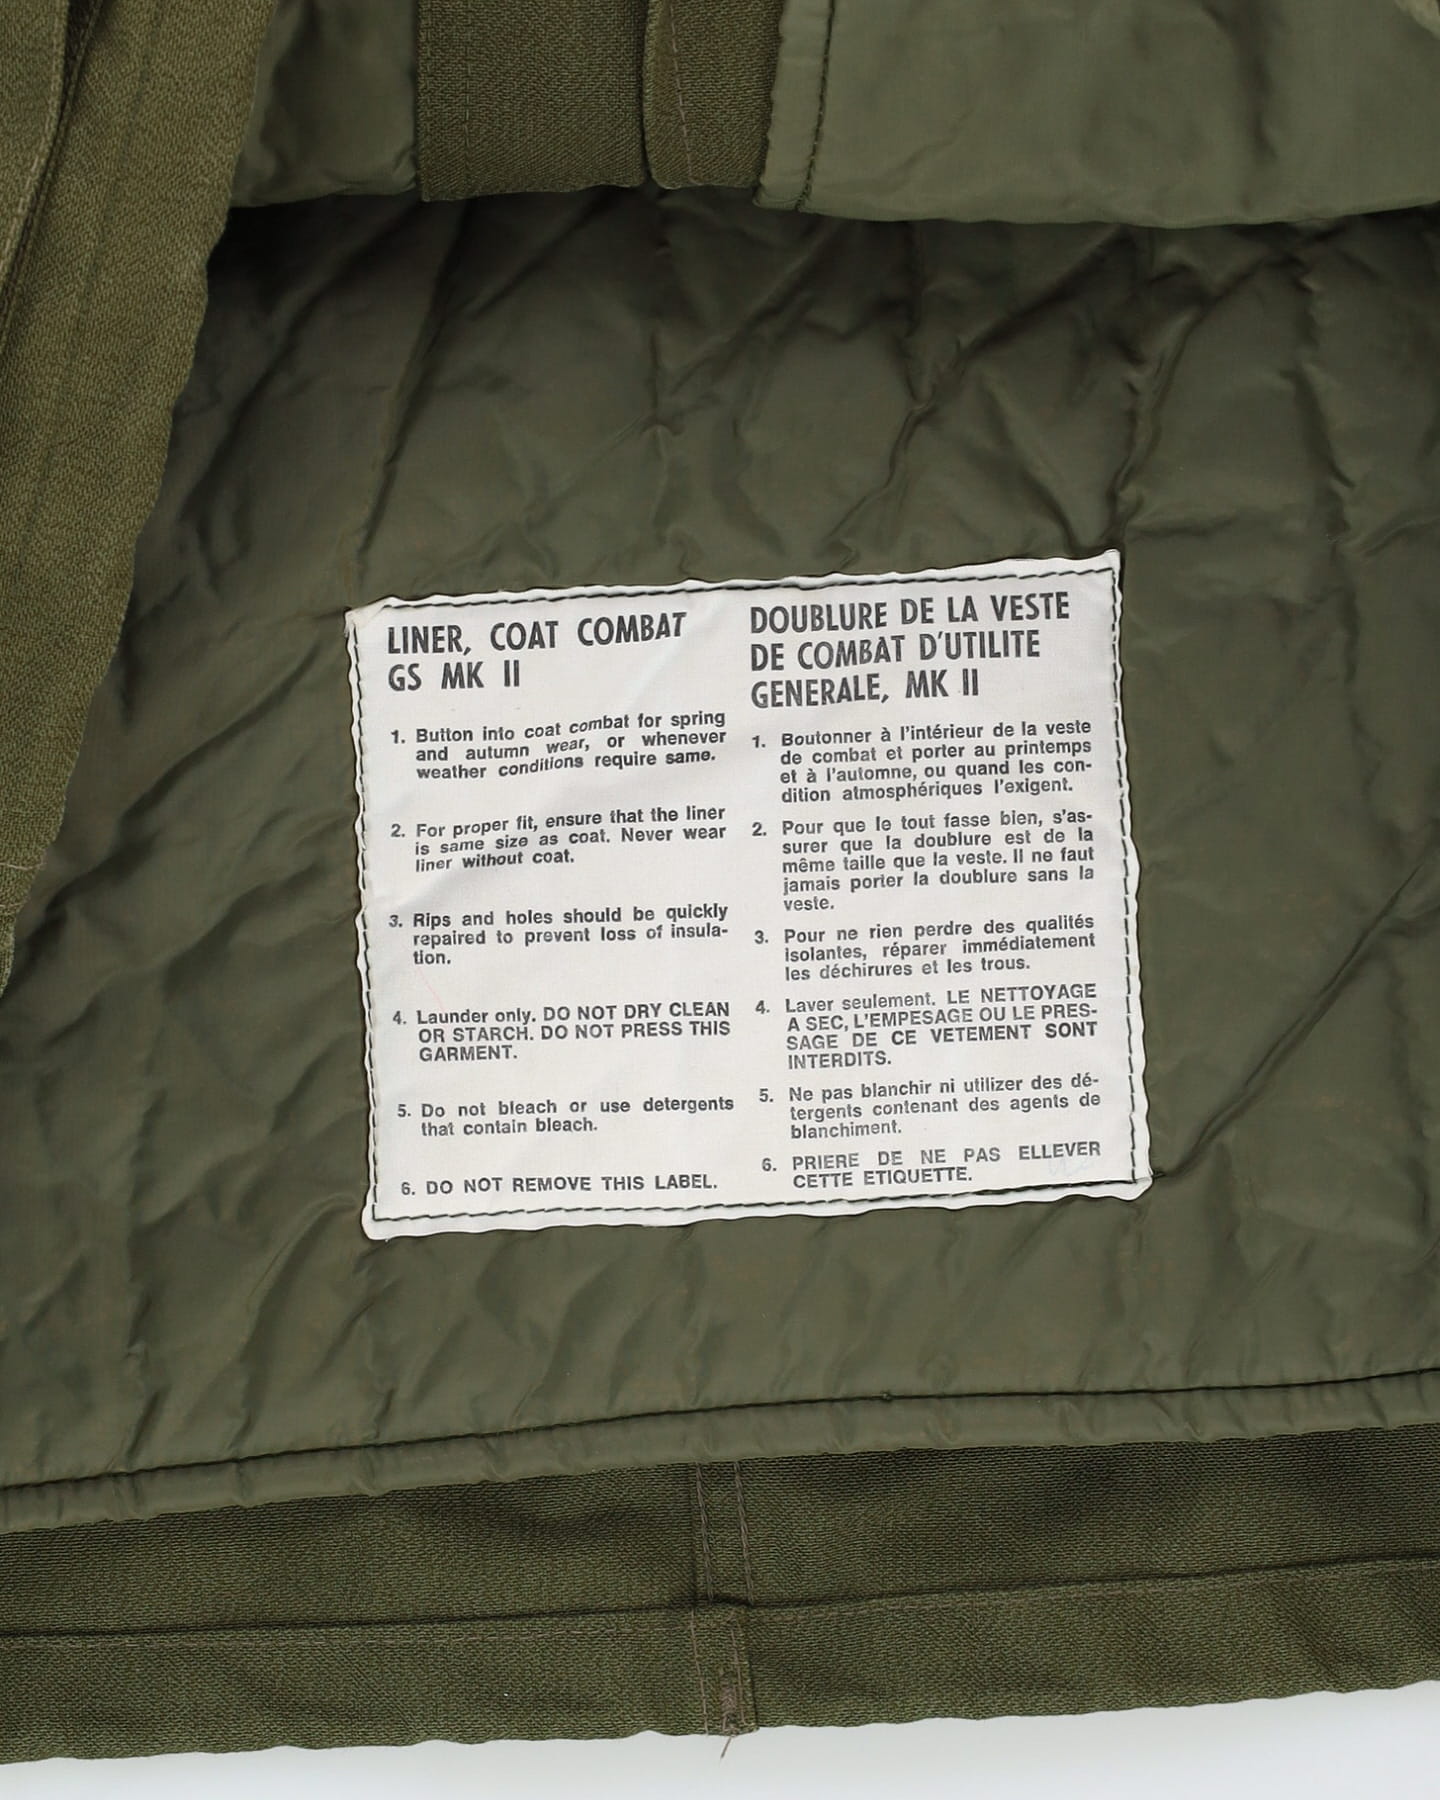 LINER, COAT COMBAT
GS MK II
1. Button into coat combat for spring
and autumn wear, or whenever
weather conditions require same.
2. For proper fit, ensure that the liner
is same size as coat. Never wear
liner without coat.
3. Rips and holes should be quickly
repaired to prevent loss of insula-
tion.
4. Launder only. DO NOT DRY CLEAN
OR STARCH. DO NOT PRESS THIS
GARMENT.
5. Do not bleach or use detergents
that contain bleach.
6. DO NOT REMOVE THIS LABEL.
DOUBLURE DE LA VESTE
DE COMBAT D'UTILITE
GENERALE, MK II
1. Boutonner à l'intérieur de la veste
de combat et porter au printemps
et à l'automne, ou quand les con-
dition atmosphériques l'exigent.
2. Pour que le tout fasse bien, s'as-
surer que la doublure est de la
même taille que la veste. Il ne faut
jamais porter la doublure sans la
veste.
3. Pour ne rien perdre des qualités
isolantes, réparer immédiatement
les déchirures et les trous.
4. Laver seulement. LE NETTOYAGE
A SEC, L'EMPESAGE OU LE PRES-
SAGE DE CE VETEMENT SONT
INTERDITS.
5. Ne pas blanchir ni utilizer des dé-
tergents contenant des agents de
blanchiment.
6. PRIERE DE NE PAS ELLEVER
CETTE ETIQUETTE.